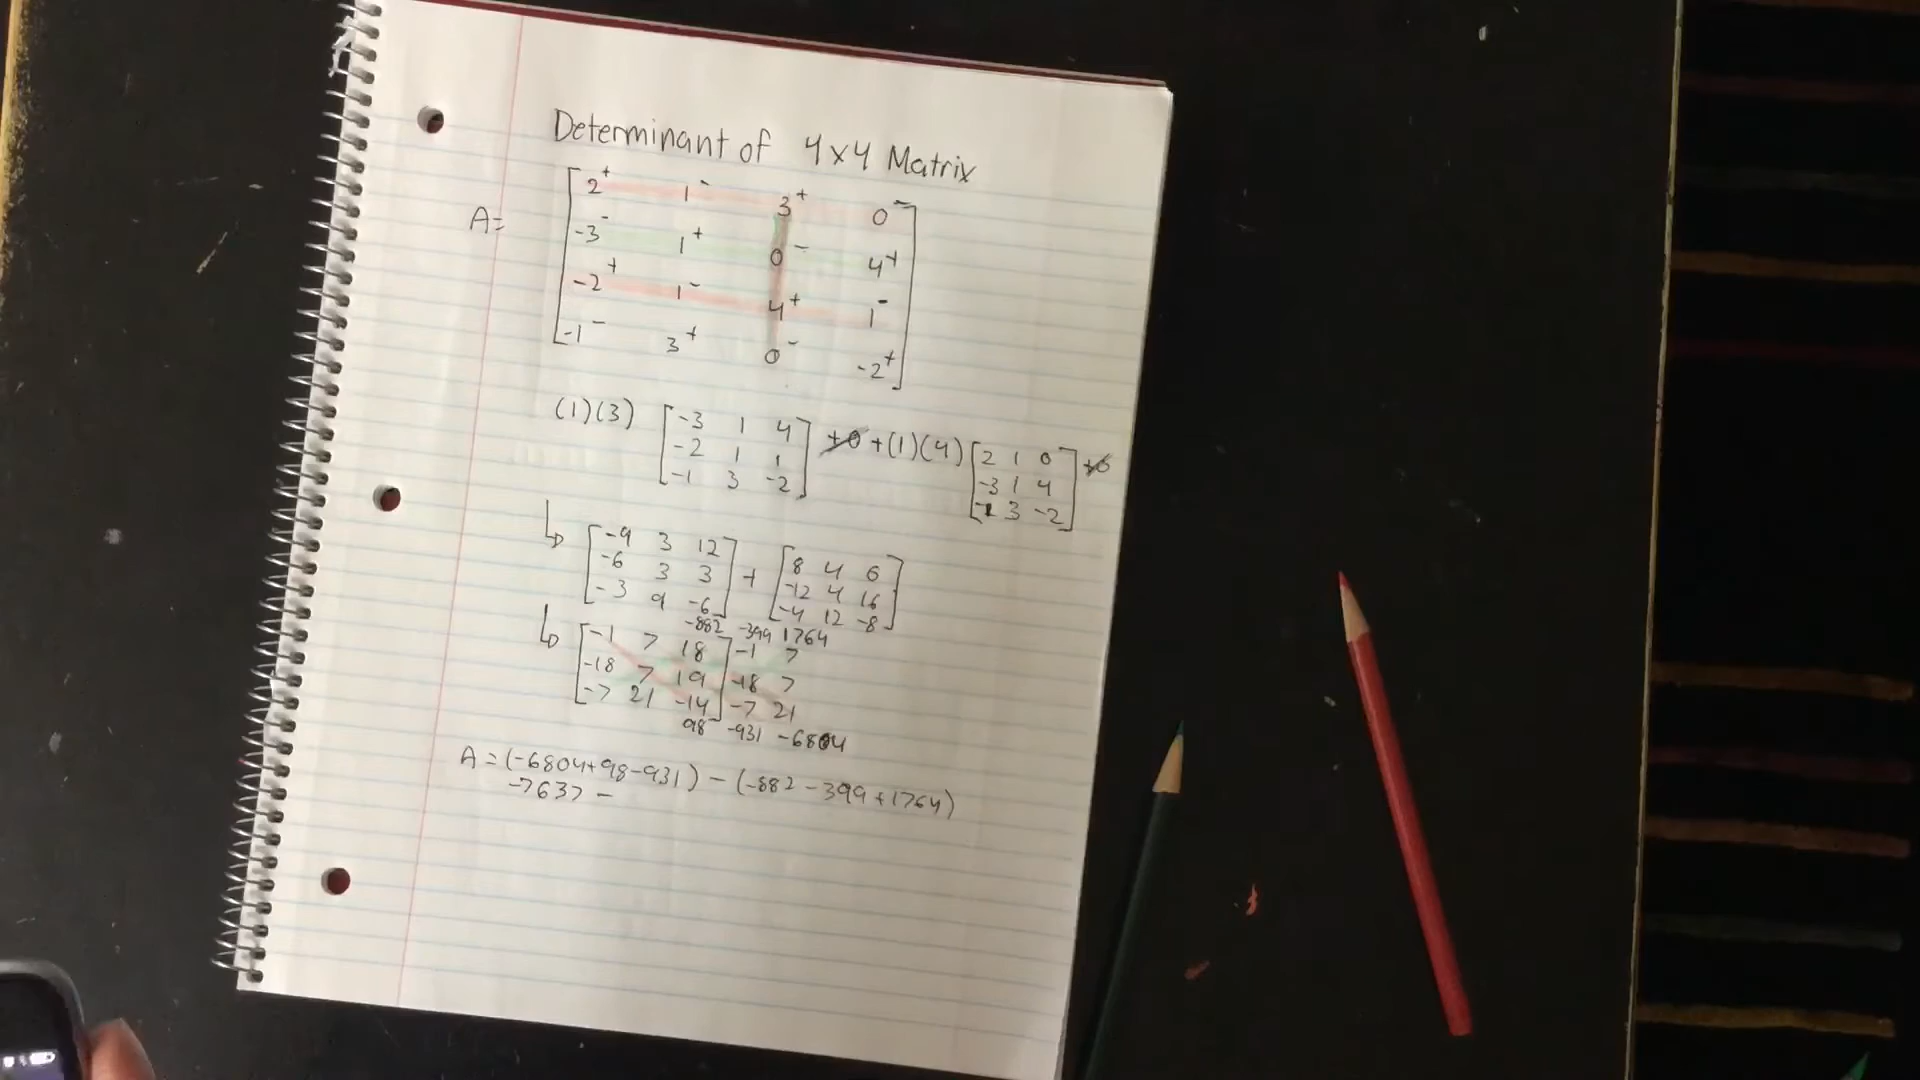 Determinant of 4x4 Matrix
A=
2⁺ 1⁻ 3⁺ 0⁻
-3⁻ 1⁺ 0⁻ 4⁺
-2⁺ 1⁻ 4⁺ 1⁻
-1⁻ 3⁺ 0⁻ -2⁺
(1)(3) [-3 1 4 +0 +(1)(4) [2 1 0 +0
-2 1 1 -3 1 4
-1 3 -2] -1 3 -2]
[-9 3 12 + [8 4 6
-6 3 3 -12 4 16
-3 9 -6] -4 12 -8]
-882 -399 1764
[-1 7 18 -1 7
-18 7 19 -18 7
-7 21 -14] -7 21
98 -931 -6804
A = (-6804+98-931) - (-882-399+1764)
-7637 -